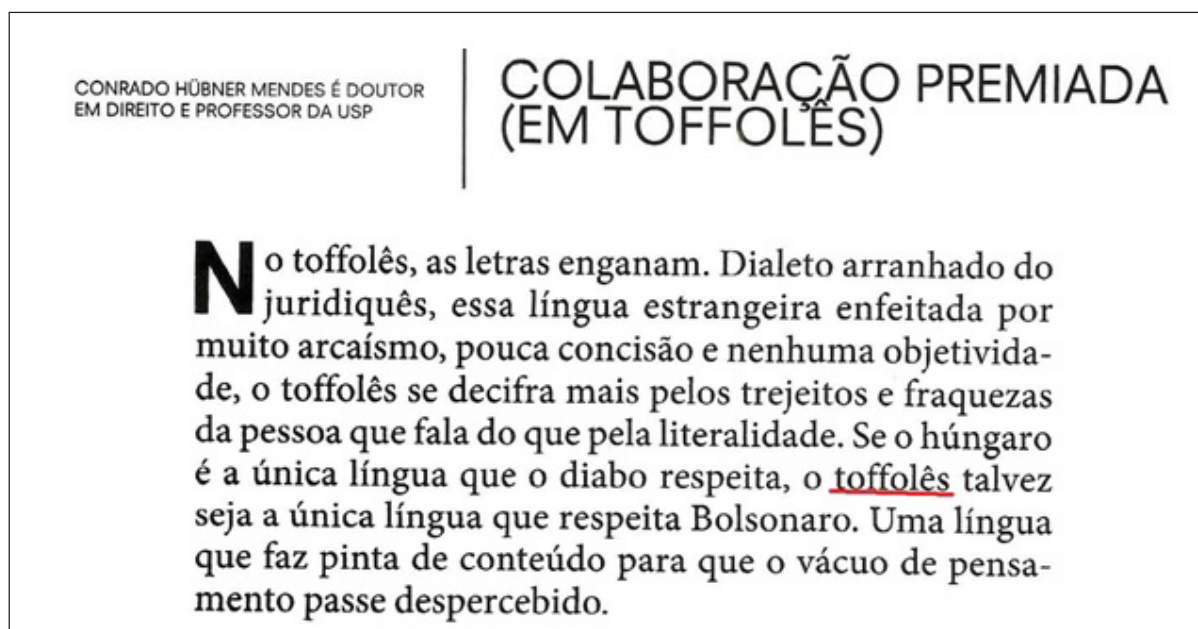 CONRADO HÜBNER MENDES É DOUTOR
EM DIREITO E PROFESSOR DA USP
COLABORAÇÃO PREMIADA
(EM TOFFOLÊS)
No toffolês, as letras enganam. Dialeto arranhado do
juridiquês, essa língua estrangeira enfeitada por
muito arcaísmo, pouca concisão e nenhuma objetivida-
de, o toffolês se decifra mais pelos trejeitos e fraquezas
da pessoa que fala do que pela literalidade. Se o húngaro
é a única língua que o diabo respeita, o toffolês talvez
seja a única língua que respeita Bolsonaro. Uma língua
que faz pinta de conteúdo para que o vácuo de pensa-
mento passe despercebido.